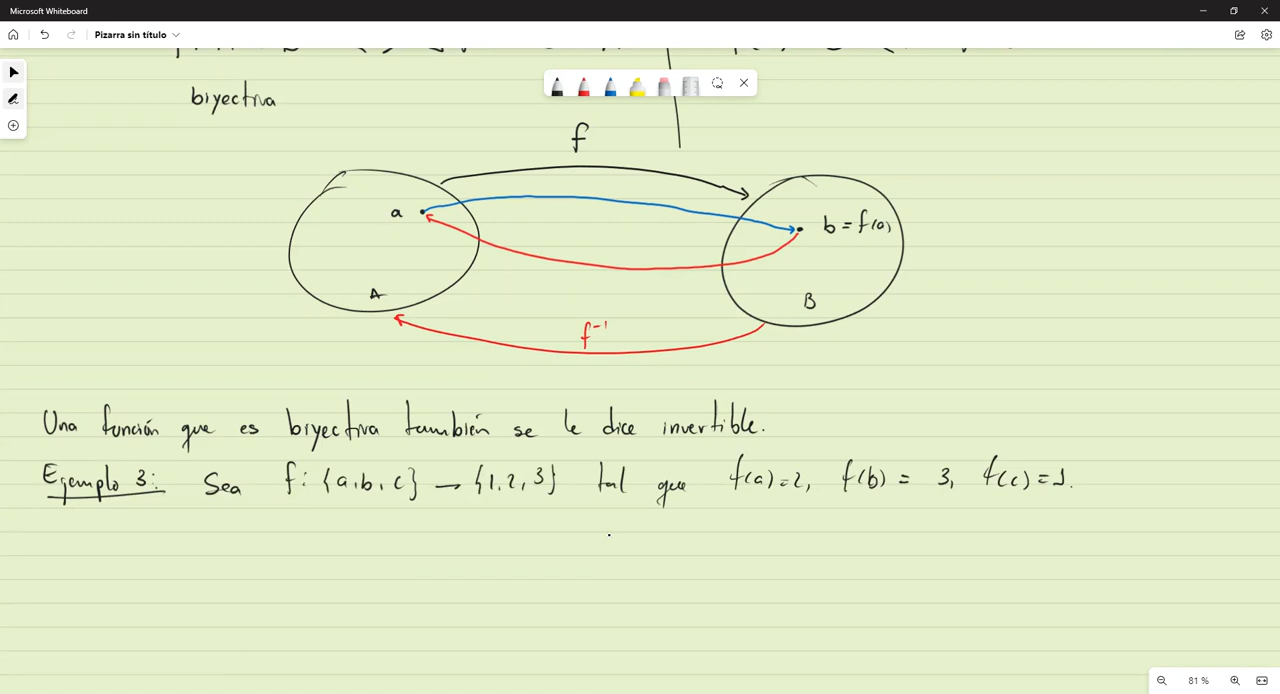 Microsoft Whiteboard
Pizarra sin título
biyectiva
f
a
b = f(a)
A
B
f⁻¹
Una función que es biyectiva también se le dice invertible.
Ejemplo 3: Sea f: {a,b,c} → {1,2,3} tal que f(a)=2, f(b) = 3, f(c)=1.
81 %